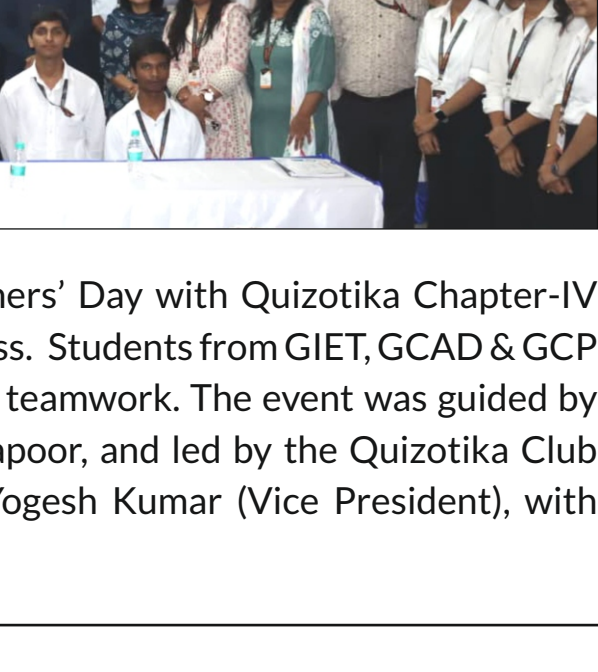 ners’ Day with Quizotika Chapter-IV
ss. Students from GIET, GCAD & GCP
teamwork. The event was guided by
apoor, and led by the Quizotika Club
Yogesh Kumar (Vice President), with